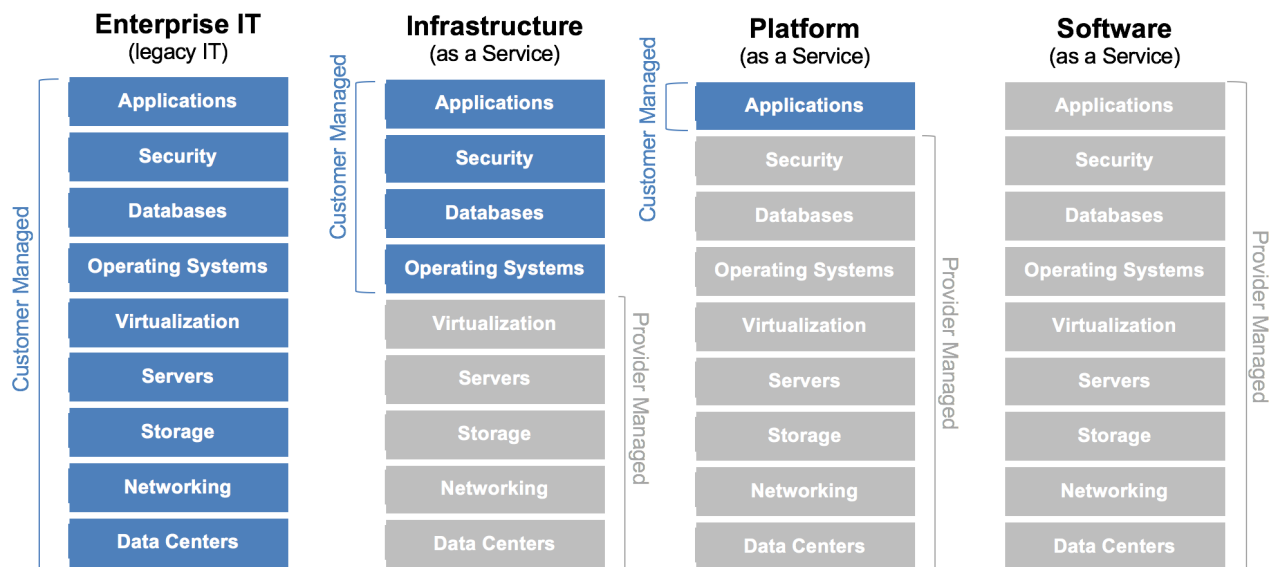 Enterprise IT
(legacy IT)
Customer Managed
Applications
Security
Databases
Operating Systems
Virtualization
Servers
Storage
Networking
Data Centers
Infrastructure
(as a Service)
Customer Managed
Applications
Security
Databases
Operating Systems
Virtualization
Servers
Storage
Networking
Data Centers
Provider Managed
Platform
(as a Service)
Customer Managed
Applications
Security
Databases
Operating Systems
Virtualization
Servers
Storage
Networking
Data Centers
Provider Managed
Software
(as a Service)
Applications
Security
Databases
Operating Systems
Virtualization
Servers
Storage
Networking
Data Centers
Provider Managed